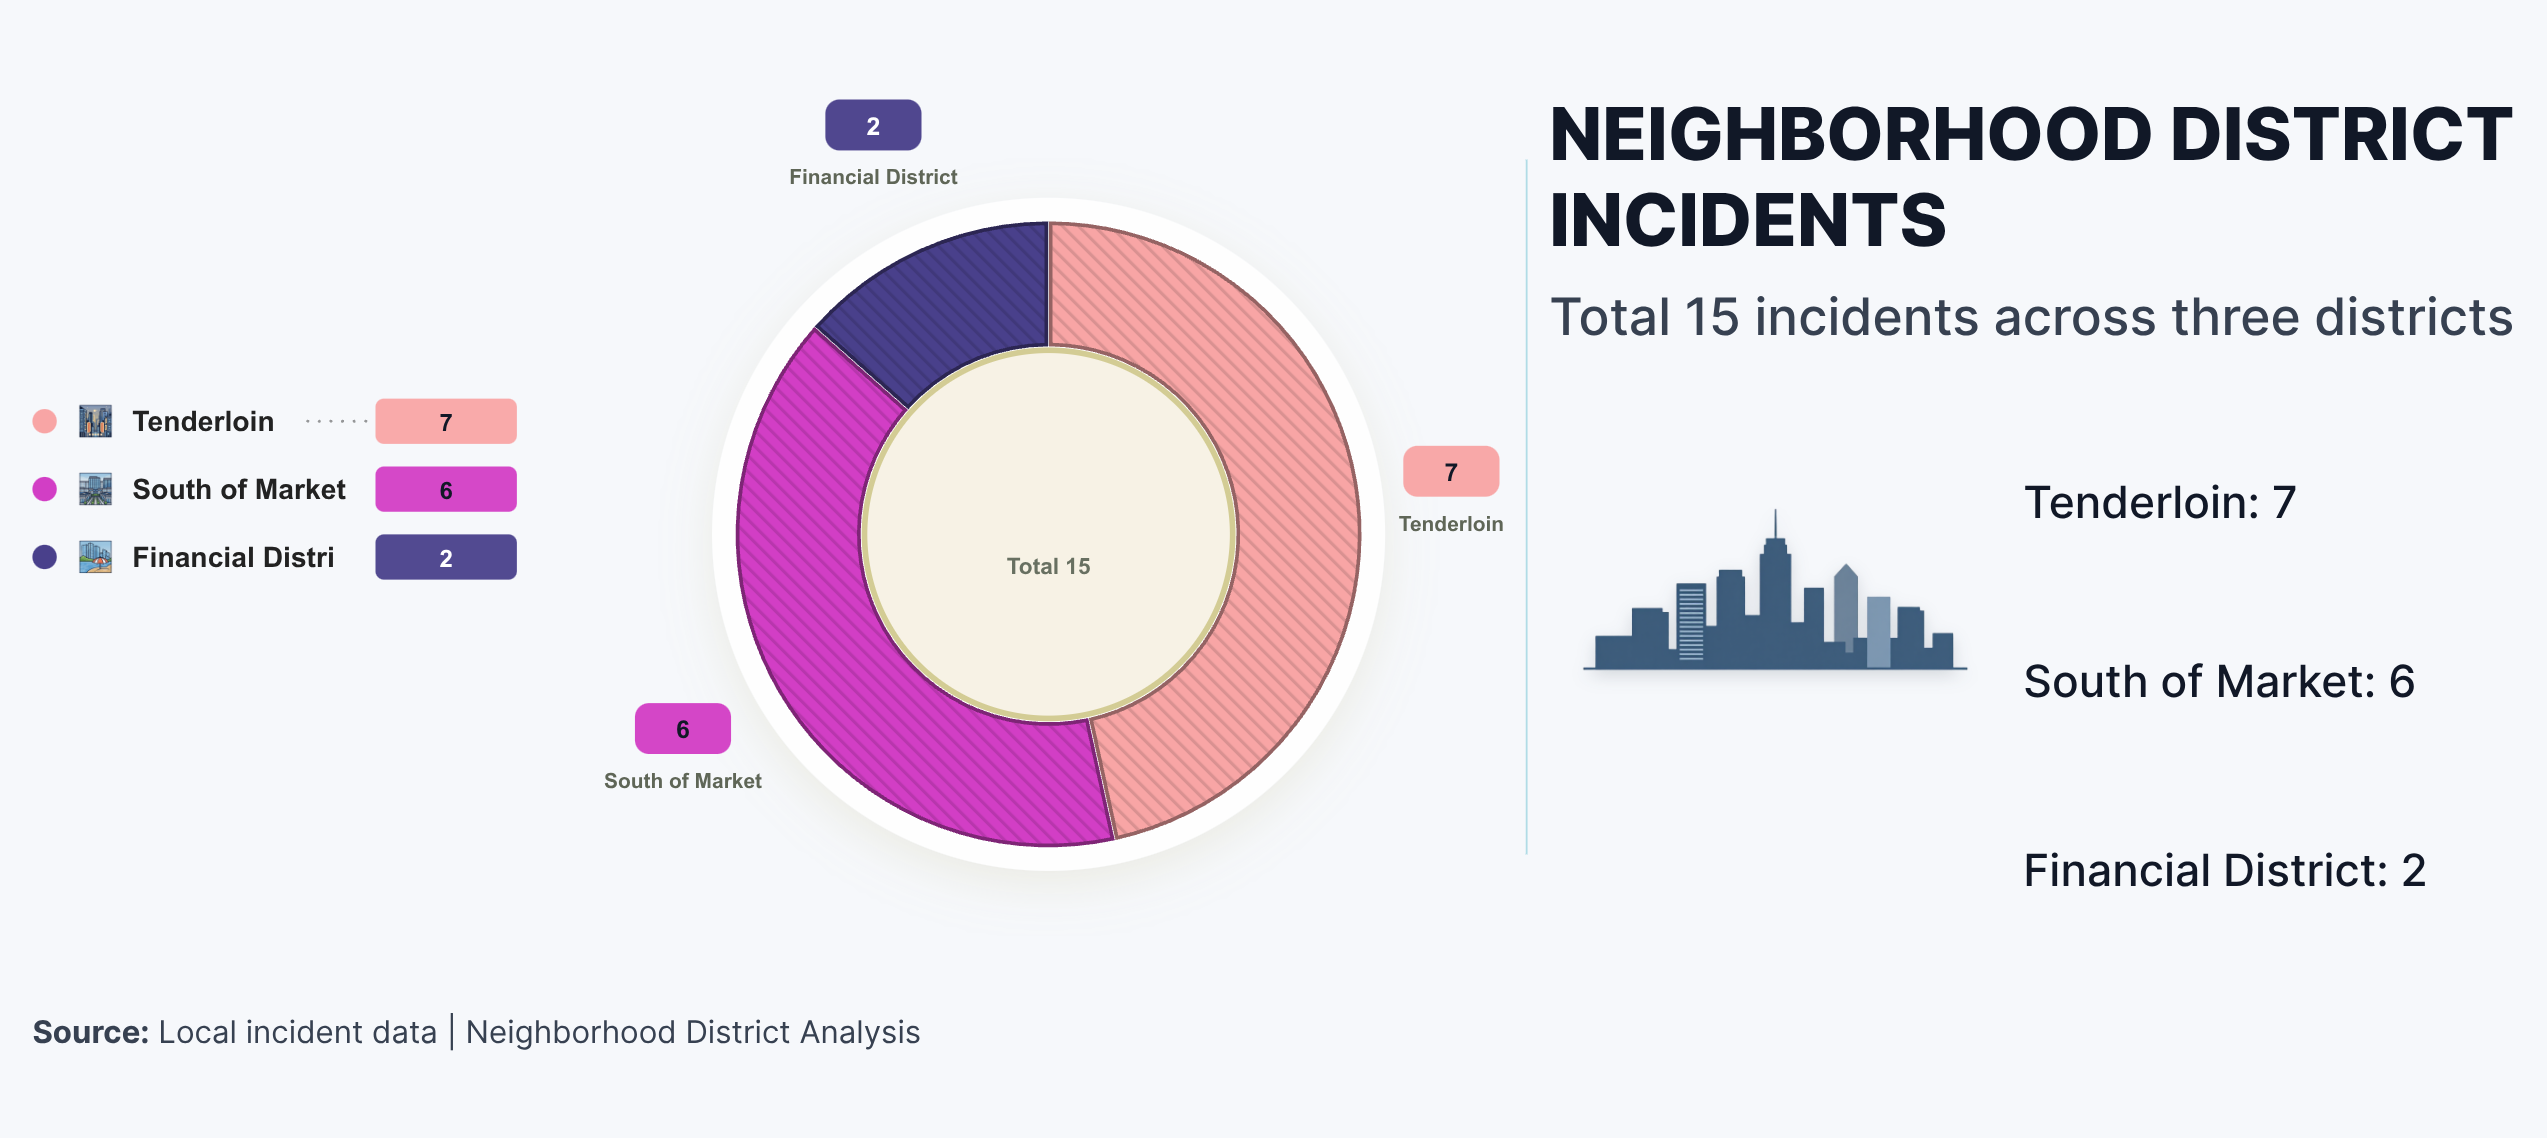 NEIGHBORHOOD DISTRICT
INCIDENTS
Total 15 incidents across three districts
Tenderloin 7
South of Market 6
Financial Distri 2
2
Financial District
7
Tenderloin
6
South of Market
Total 15
Tenderloin: 7
South of Market: 6
Financial District: 2
Source: Local incident data | Neighborhood District Analysis